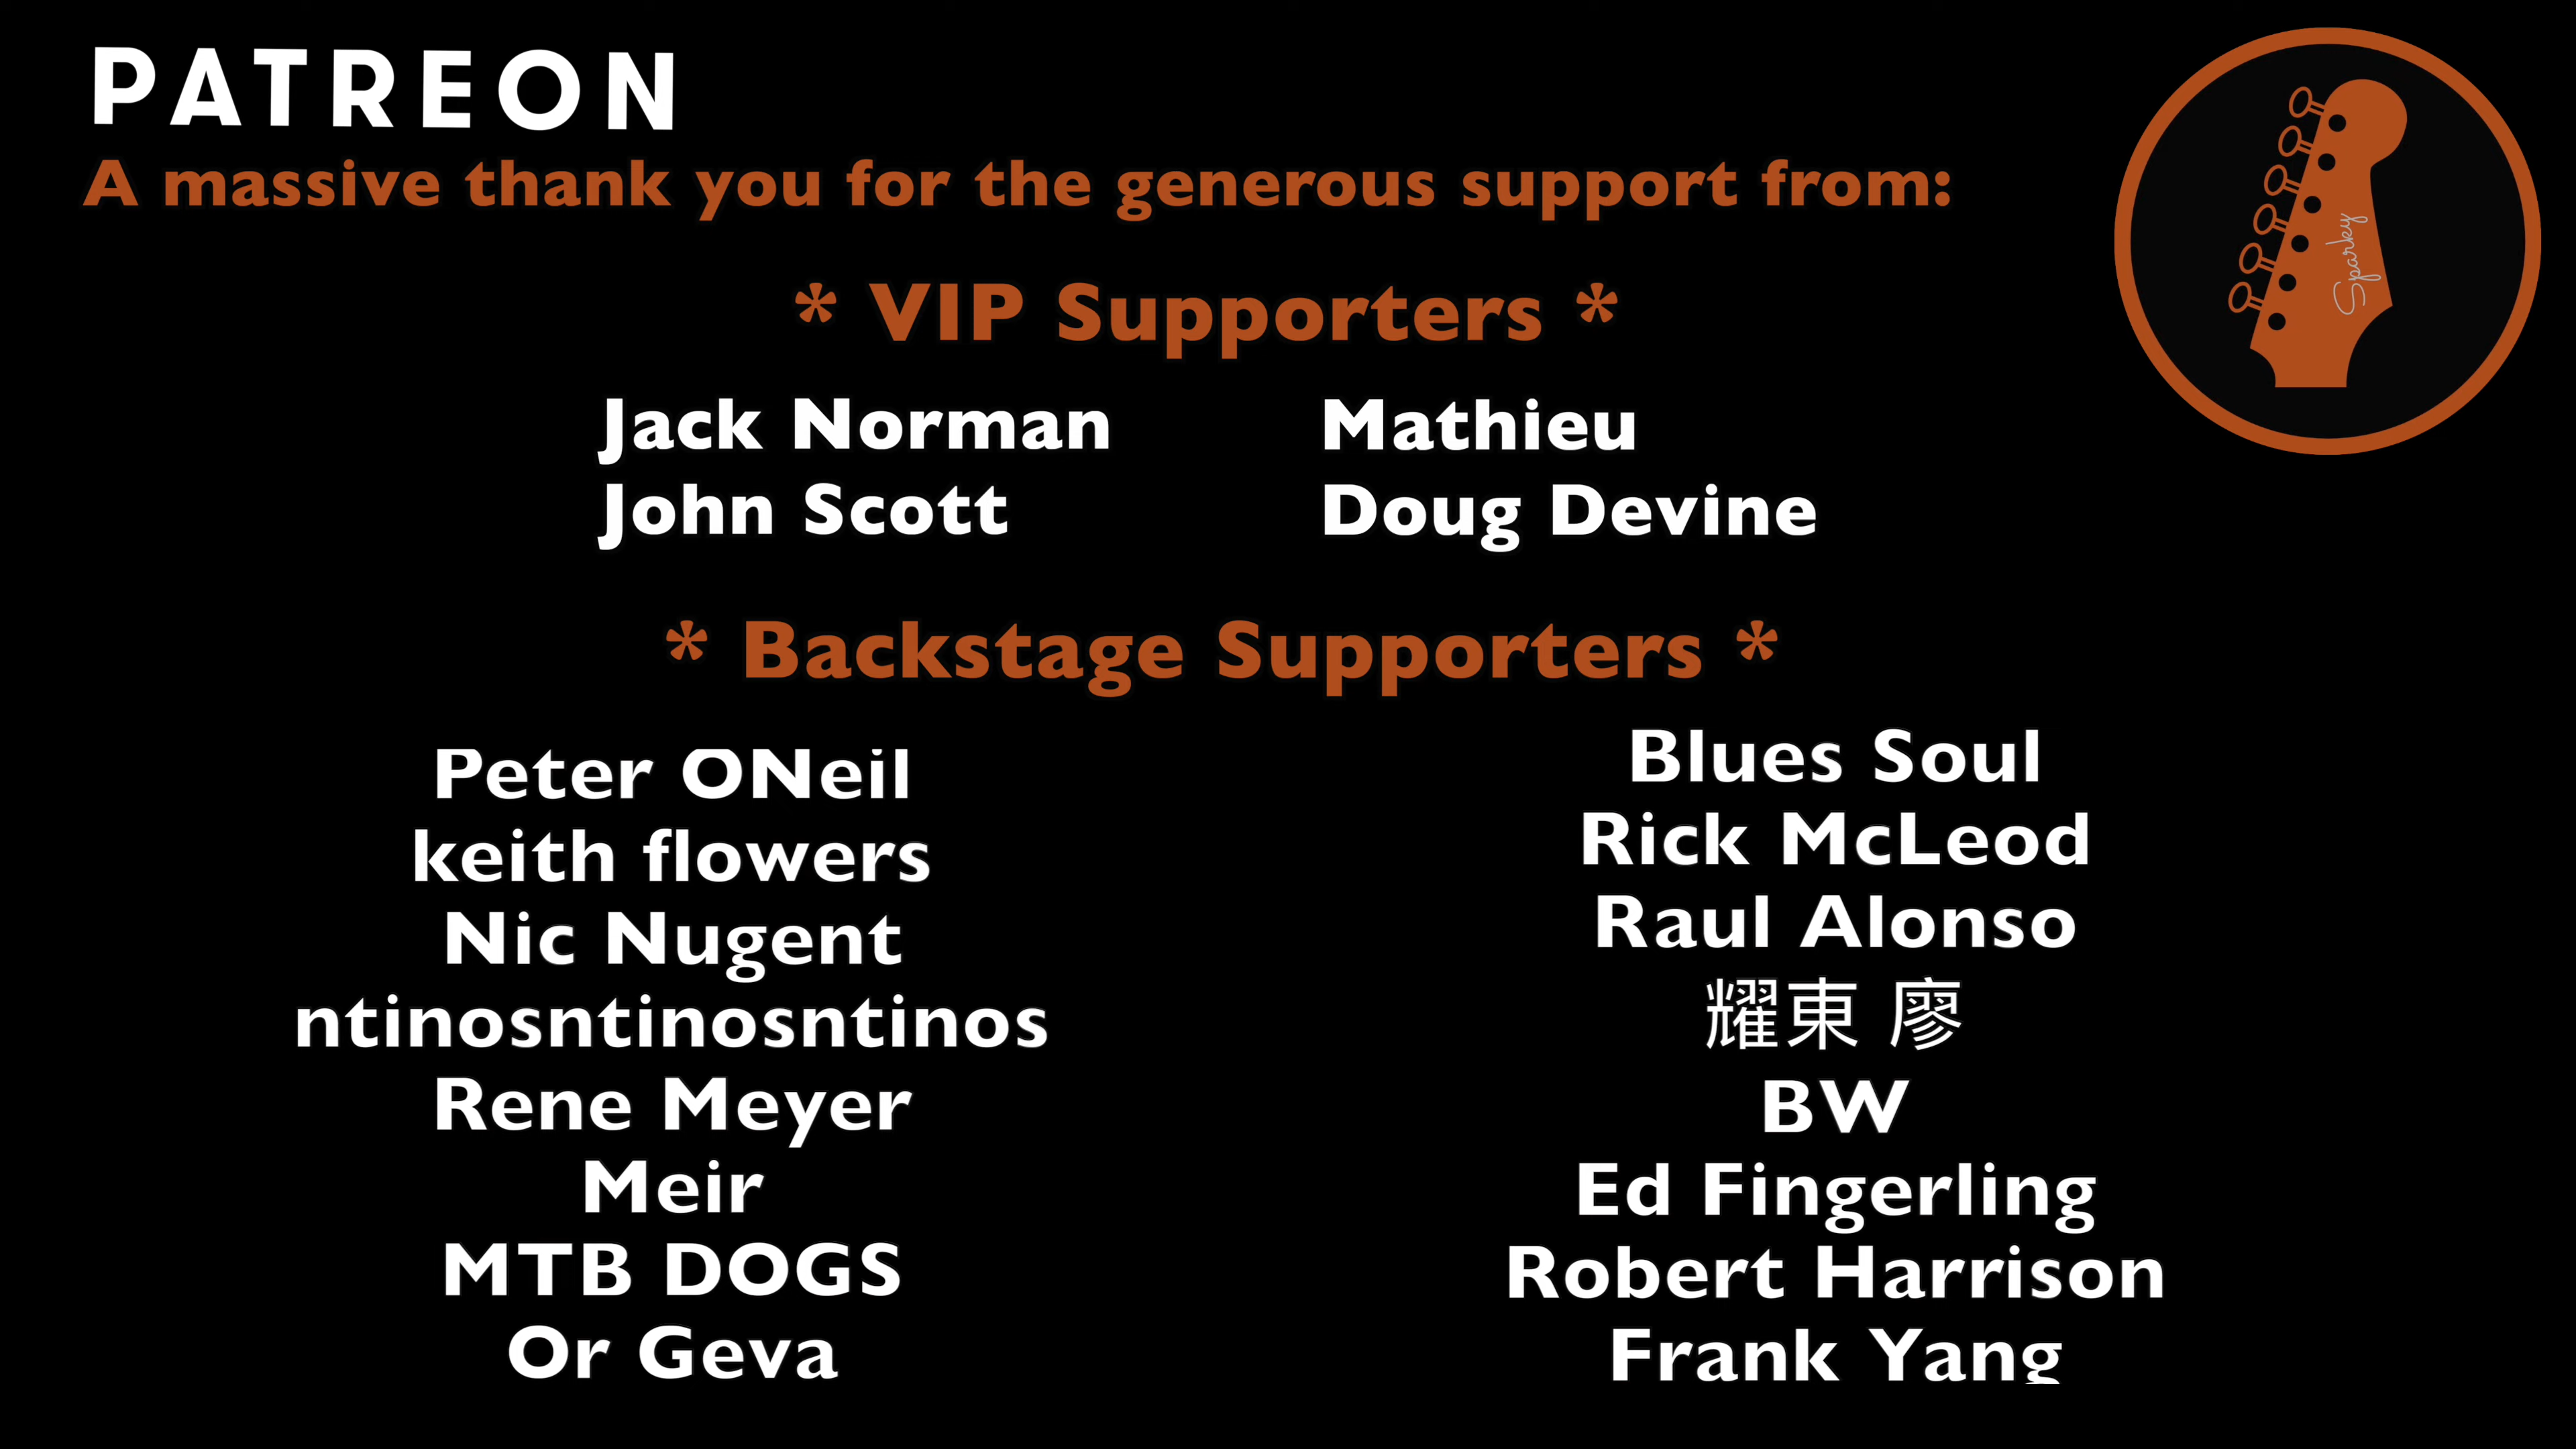 PATREON
A massive thank you for the generous support from:
Sparky
* VIP Supporters *
Jack Norman
John Scott
Mathieu
Doug Devine
* Backstage Supporters *
Peter ONeil
keith flowers
Nic Nugent
ntinosntinosntinos
Rene Meyer
Meir
MTB DOGS
Or Geva
Blues Soul
Rick McLeod
Raul Alonso
耀東 廖
BW
Ed Fingerling
Robert Harrison
Frank Yang